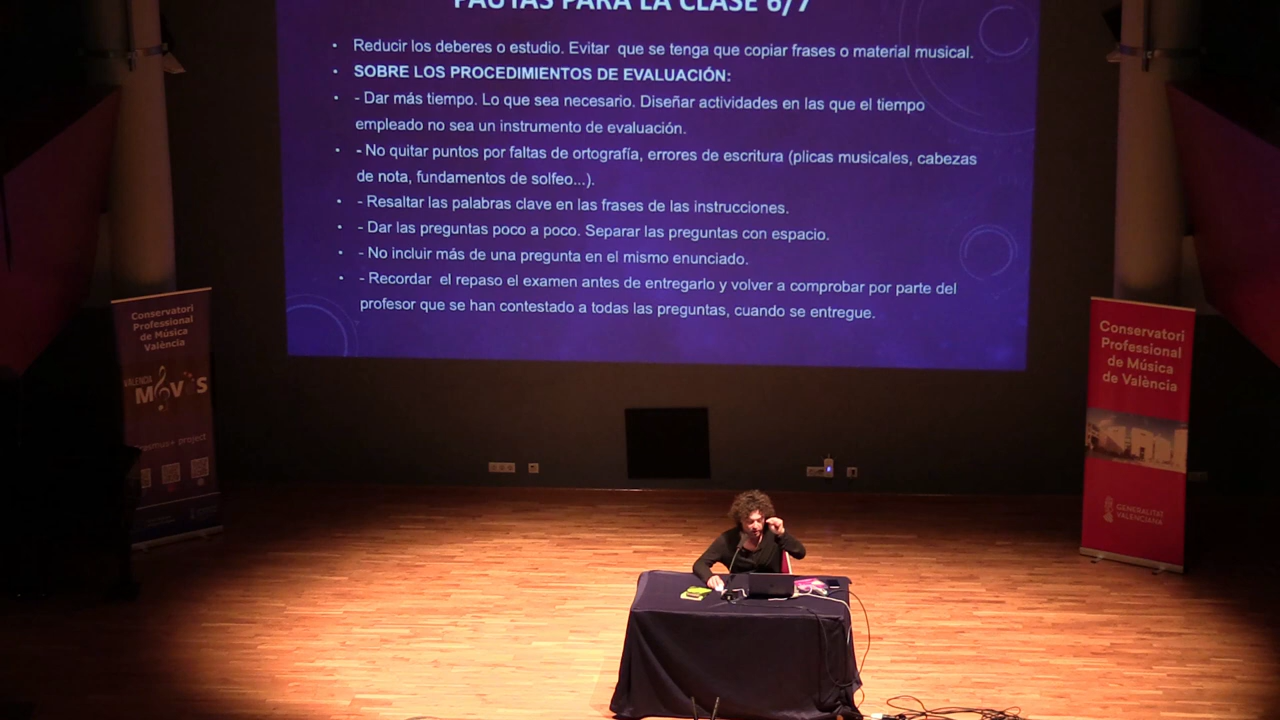 PAUTAS PARA LA CLASE 6/7
• Reducir los deberes o estudio. Evitar que se tenga que copiar frases o material musical.
• SOBRE LOS PROCEDIMIENTOS DE EVALUACIÓN:
• - Dar más tiempo. Lo que sea necesario. Diseñar actividades en las que el tiempo
empleado no sea un instrumento de evaluación.
• - No quitar puntos por faltas de ortografía, errores de escritura (plicas musicales, cabezas
de nota, fundamentos de solfeo...).
• - Resaltar las palabras clave en las frases de las instrucciones.
• - Dar las preguntas poco a poco. Separar las preguntas con espacio.
• - No incluir más de una pregunta en el mismo enunciado.
• - Recordar el repaso el examen antes de entregarlo y volver a comprobar por parte del
profesor que se han contestado a todas las preguntas, cuando se entregue.
Conservatori
Professional
de Música
València
VALENCIA
MOVES
Erasmus+ project
Conservatori
Professional
de Música
de València
GENERALITAT
VALENCIANA